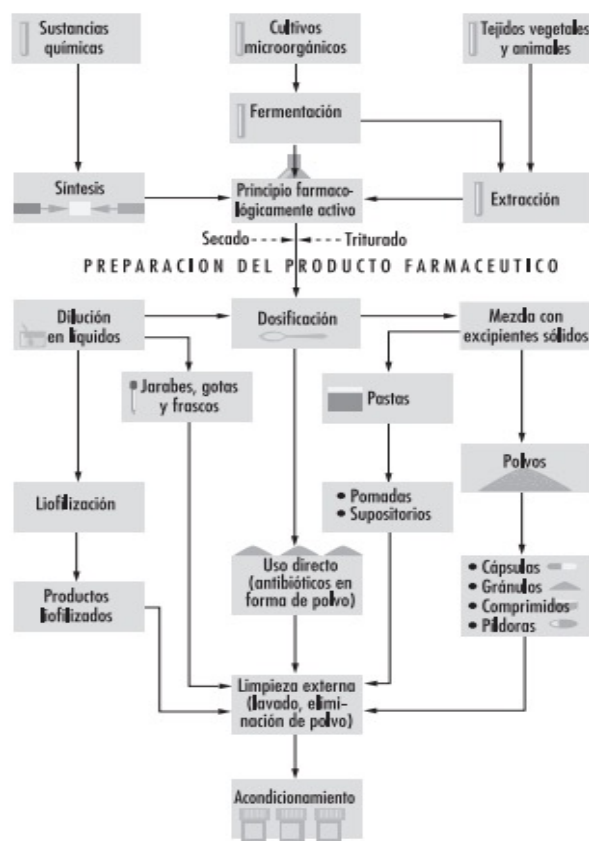 Sustancias
químicas
Cultivos
microorgánicos
Tejidos vegetales
y animales
Fermentación
Síntesis
Principio farmaco-
lógicamente activo
Extracción
Secado
Triturado
PREPARACION DEL PRODUCTO FARMACEUTICO
Dilución
en líquidos
Dosificación
Mezcla con
excipientes sólidos
Jarabes, gotas
y frascos
Pastas
Polvos
Liofilización
• Pomadas
• Supositorios
Uso directo
(antibióticos en
forma de polvo)
• Cápsulas
• Gránulos
• Comprimidos
• Píldoras
Productos
liofilizados
Limpieza externa
(lavado, elimi-
nación de polvo)
Acondicionamiento